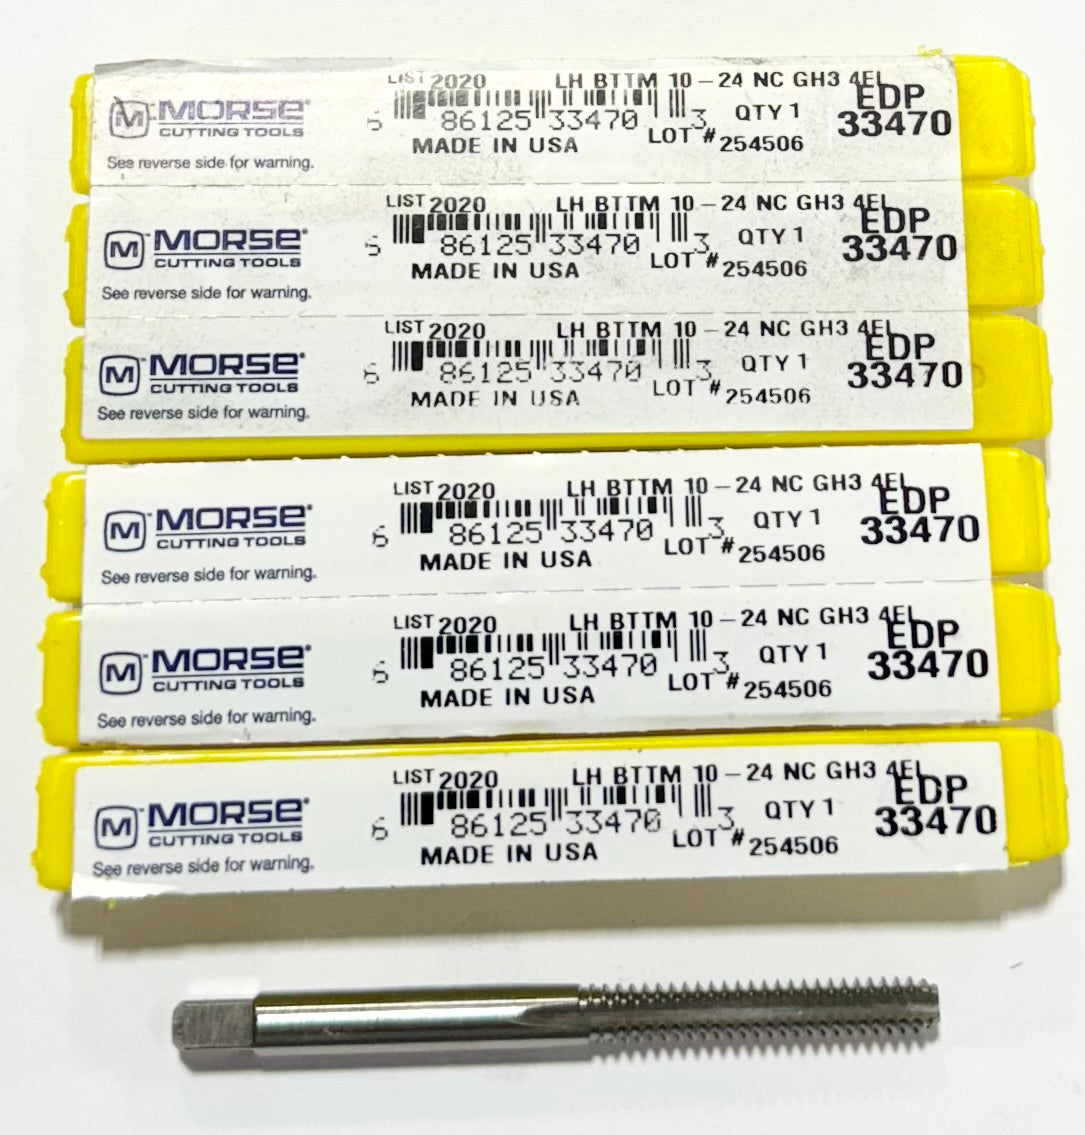 LIST 2020 LH BTTM 10-24 NC GH3 4FL
M™ MORSE® CUTTING TOOLS
6 86125 33470 3 QTY 1 EDP 33470
MADE IN USA LOT # 254506
See reverse side for warning.
LIST 2020 LH BTTM 10-24 NC GH3 4FL
M™ MORSE® CUTTING TOOLS
6 86125 33470 3 QTY 1 EDP 33470
MADE IN USA LOT # 254506
See reverse side for warning.
LIST 2020 LH BTTM 10-24 NC GH3 4FL
M™ MORSE® CUTTING TOOLS
6 86125 33470 3 QTY 1 EDP 33470
MADE IN USA LOT # 254506
See reverse side for warning.
LIST 2020 LH BTTM 10-24 NC GH3 4FL
M™ MORSE® CUTTING TOOLS
6 86125 33470 3 QTY 1 EDP 33470
MADE IN USA LOT # 254506
See reverse side for warning.
LIST 2020 LH BTTM 10-24 NC GH3 4FL
M™ MORSE® CUTTING TOOLS
6 86125 33470 3 QTY 1 EDP 33470
MADE IN USA LOT # 254506
See reverse side for warning.
LIST 2020 LH BTTM 10-24 NC GH3 4FL
M™ MORSE® CUTTING TOOLS
6 86125 33470 3 QTY 1 EDP 33470
MADE IN USA LOT # 254506
See reverse side for warning.